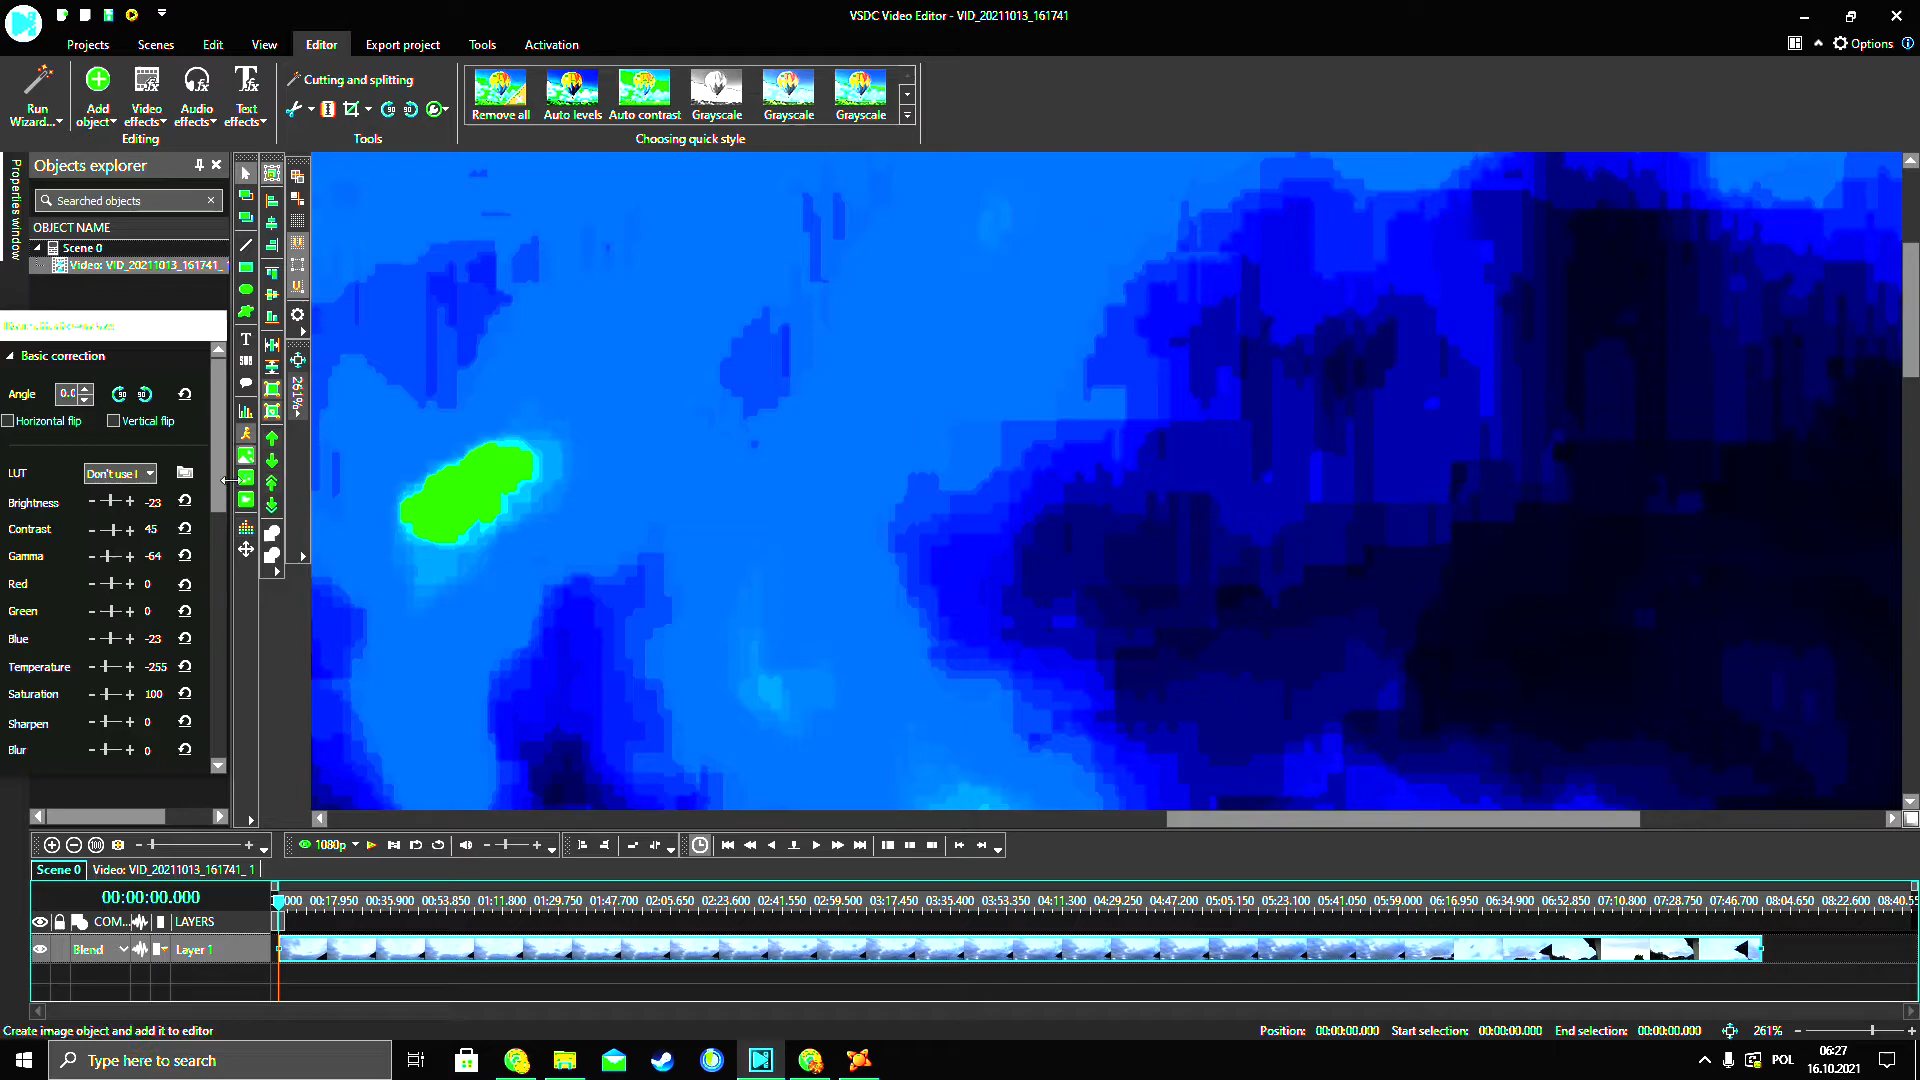 VSDC Video Editor - VID_20211013_161741
Projects Scenes Edit View Editor Export project Tools Activation
Options
Run Wizard...
Add object
Video effects
Audio effects
Text effects
Editing
Cutting and splitting
Tools
Remove all
Auto levels
Auto contrast
Grayscale
Grayscale
Grayscale
Choosing quick style
Properties window
Objects explorer
Searched objects
OBJECT NAME
Scene 0
Video: VID_20211013_161741_
Basic correction
Angle 0.0 90 90
Horizontal flip Vertical flip
LUT Don't use l
Brightness -23
Contrast 45
Gamma -64
Red 0
Green 0
Blue -23
Temperature -255
Saturation 100
Sharpen 0
Blur 0
261%
1080p
Scene 0 Video: VID_20211013_161741_ 1
00:00:00.000
000 00:17.950 00:35.900 00:53.850 01:11.800 01:29.750 01:47.700 02:05.650 02:23.600 02:41.550 02:59.500 03:17.450 03:35.400 03:53.350 04:11.300 04:29.250 04:47.200 05:05.150 05:23.100 05:41.050 05:59.000 06:16.950 06:34.900 06:52.850 07:10.800 07:28.750 07:46.700 08:04.650 08:22.600 08:40.55
COM... LAYERS
Blend Layer 1
Create image object and add it to editor
Position: 00:00:00.000 Start selection: 00:00:00.000 End selection: 00:00:00.000 261%
Type here to search
POL
06:27
16.10.2021